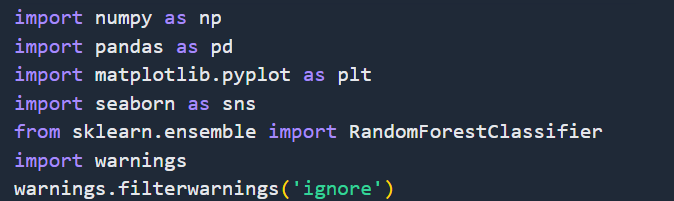 import numpy as np
import pandas as pd
import matplotlib.pyplot as plt
import seaborn as sns
from sklearn.ensemble import RandomForestClassifier
import warnings
warnings.filterwarnings('ignore')